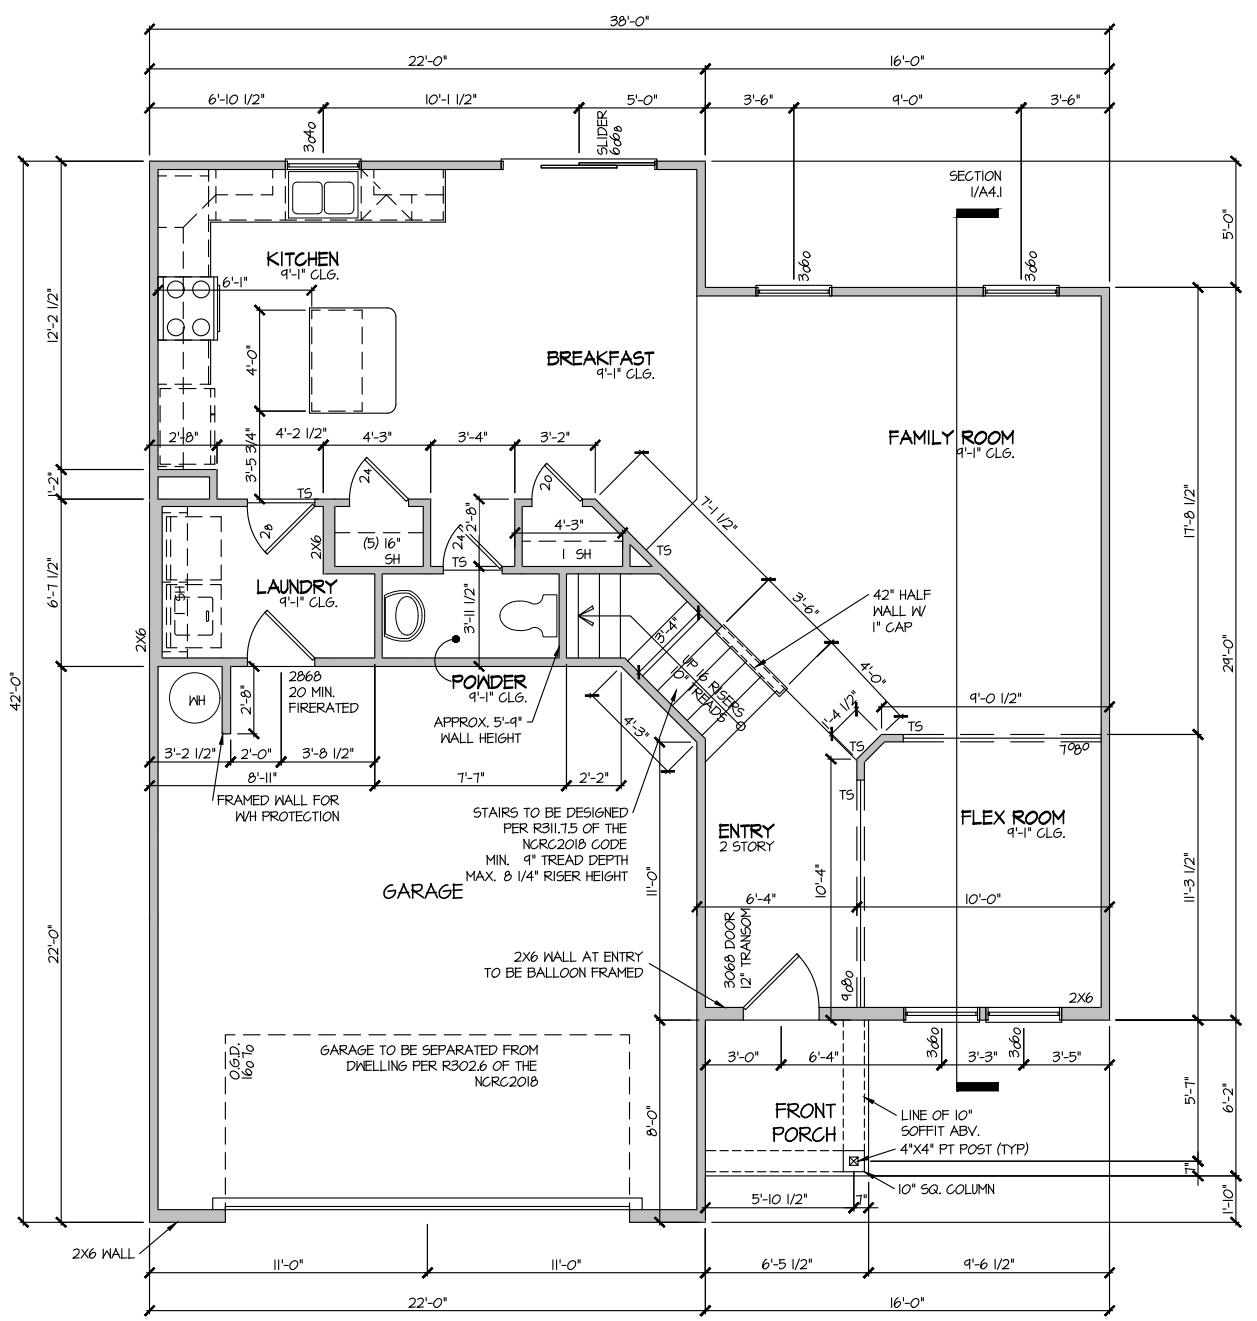 38'-0"
22'-0"
16'-0"
6'-10 1/2"
10'-1 1/2"
5'-0"
3'-6"
9'-0"
3'-6"
3040
SLIDER
6068
SECTION
1/A4.1
5'-0"
KITCHEN
9'-1" CLG.
6'-1"
3060
3060
12'-2 1/2"
4'-0"
BREAKFAST
9'-1" CLG.
FAMILY ROOM
9'-1" CLG.
2'-8"
4'-2 1/2"
4'-3"
3'-4"
3'-2"
3'-5 3/4"
1'-2"
24
20
TS
7'-1 1/2"
17'-8 1/2"
28
2X6
(5) 16"
SH
2'-8"
24
TS
4'-3"
1 SH
TS
6'-7 1/2"
LAUNDRY
9'-1" CLG.
SH
2X6
3'-11 1/2"
3'-4"
3'-6"
42" HALF
WALL W/
1" CAP
29'-0"
42'-0"
WH
2'-8"
2868
20 MIN.
FIRERATED
POWDER
9'-1" CLG.
APPROX. 5'-9"
WALL HEIGHT
UP 16 RISERS
10" TREADS
4'-0"
1'-4 1/2"
9'-0 1/2"
4'-3"
TS
TS
7080
3'-2 1/2"
2'-0"
3'-8 1/2"
8'-11"
7'-7"
2'-2"
FRAMED WALL FOR
W/H PROTECTION
STAIRS TO BE DESIGNED
PER R311.7.5 OF THE
NCRC2018 CODE
MIN. 9" TREAD DEPTH
MAX. 8 1/4" RISER HEIGHT
TS
ENTRY
2 STORY
FLEX ROOM
9'-1" CLG.
GARAGE
11'-0"
10'-4"
11'-3 1/2"
6'-4"
10'-0"
22'-0"
3068 DOOR
12" TRANSOM
2X6 WALL AT ENTRY
TO BE BALLOON FRAMED
9080
2X6
O.G.D.
16070
GARAGE TO BE SEPARATED FROM
DWELLING PER R302.6 OF THE
NCRC2018
3'-0"
6'-4"
3060
3'-3"
3060
3'-5"
8'-0"
FRONT
PORCH
LINE OF 10"
SOFFIT ABV.
4"X4" PT POST (TYP)
5'-7"
6'-2"
7"
10" SQ. COLUMN
5'-10 1/2"
7"
1'-10"
2X6 WALL
11'-0"
11'-0"
6'-5 1/2"
9'-6 1/2"
22'-0"
16'-0"